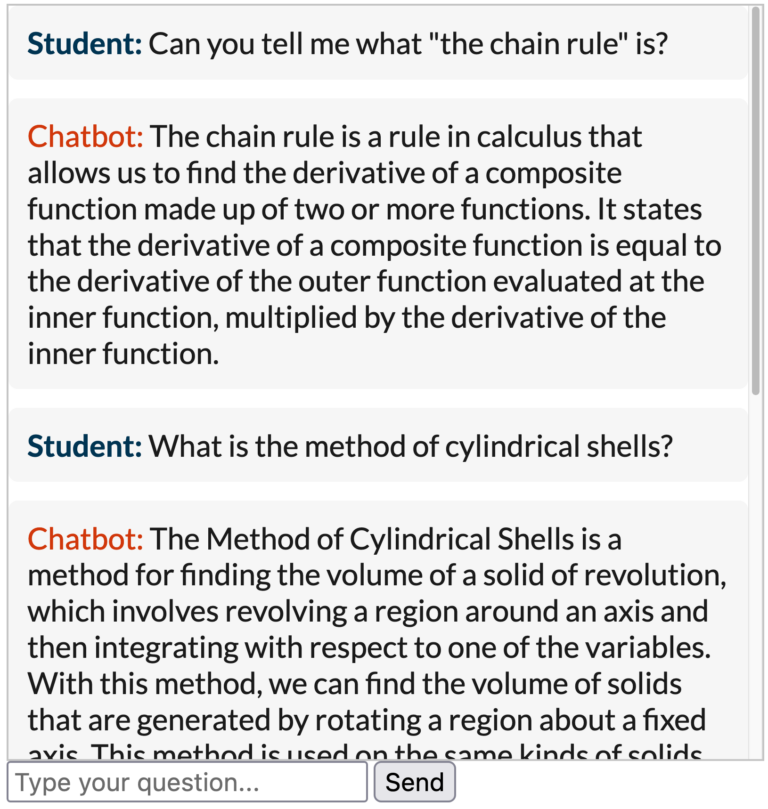 Student: Can you tell me what "the chain rule" is?
Chatbot: The chain rule is a rule in calculus that
allows us to find the derivative of a composite
function made up of two or more functions. It states
that the derivative of a composite function is equal to
the derivative of the outer function evaluated at the
inner function, multiplied by the derivative of the
inner function.
Student: What is the method of cylindrical shells?
Chatbot: The Method of Cylindrical Shells is a
method for finding the volume of a solid of revolution,
which involves revolving a region around an axis and
then integrating with respect to one of the variables.
With this method, we can find the volume of solids
that are generated by rotating a region about a fixed
axis. This method is used on the same kinds of solids
Type your question...
Send